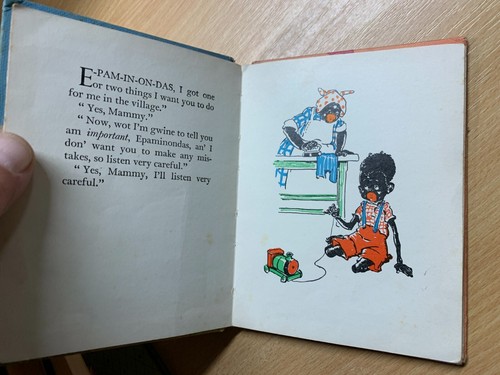 E-PAM-IN-ON-DAS, I got one
or two things I want you to do
for me in the village."
"Yes, Mammy."
"Now, wot I'm gwine to tell you
am important, Epaminondas, an' I
don' want you to make any mis-
takes, so listen very careful."
"Yes, Mammy, I'll listen very
careful."